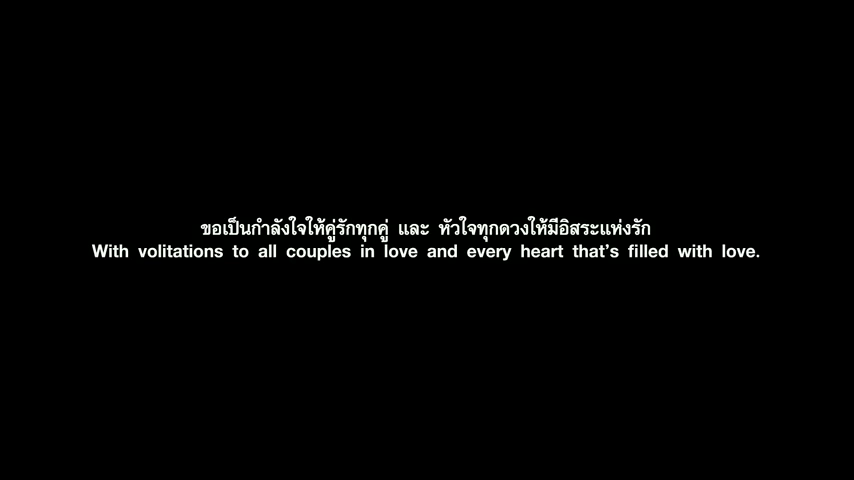 ขอเป็นกำลังใจให้คู่รักทุกคู่ และ หัวใจทุกดวงให้มีอิสระแห่งรัก
With volitations to all couples in love and every heart that's filled with love.